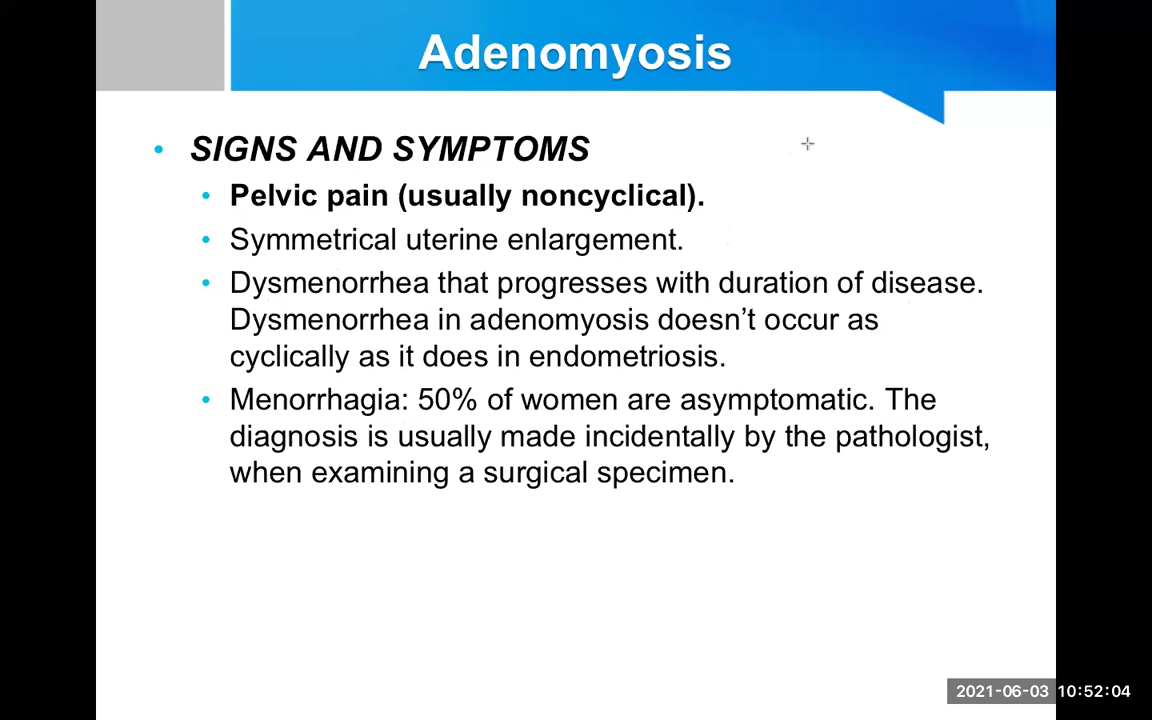 Adenomyosis
• SIGNS AND SYMPTOMS
• Pelvic pain (usually noncyclical).
• Symmetrical uterine enlargement.
• Dysmenorrhea that progresses with duration of disease.
Dysmenorrhea in adenomyosis doesn’t occur as
cyclically as it does in endometriosis.
• Menorrhagia: 50% of women are asymptomatic. The
diagnosis is usually made incidentally by the pathologist,
when examining a surgical specimen.
2021-06-03 10:52:04